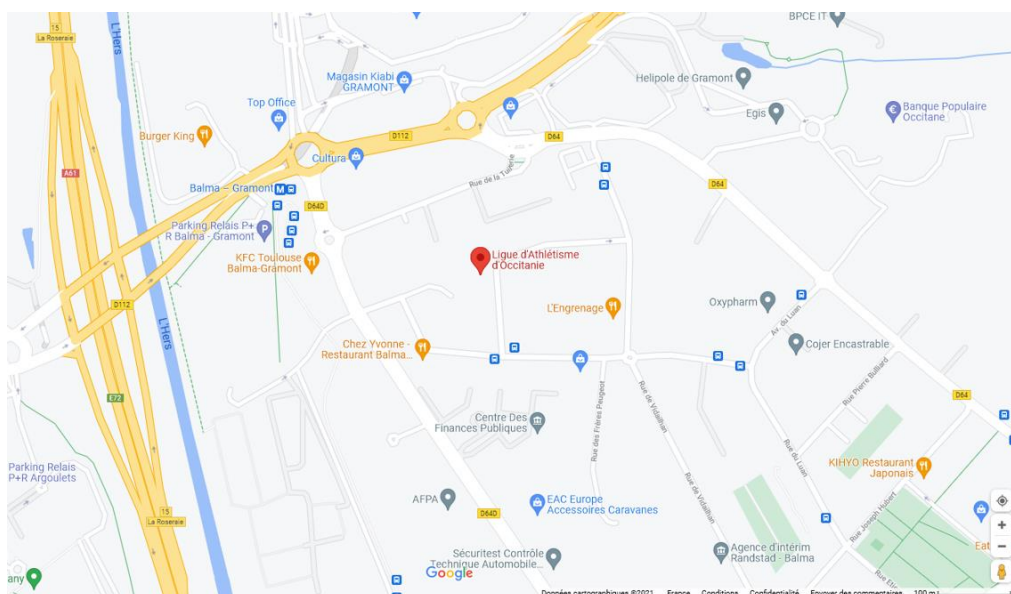 15
La Roseraie
L'Hers
BPCE IT
Magasin Kiabi
GRAMONT
Helipole de Gramont
Top Office
Egis
Banque Populaire
Occitane
Burger King
D112
D64
Cultura
Rue de la Tuilerie
A61
Balma – Gramont
M
D64
D64D
Parking Relais P+
R Balma - Gramont
P
KFC Toulouse
Balma-Gramont
Ligue d'Athlétisme
d'Occitanie
D112
L'Engrenage
Oxypharm
Av. du Luan
L'Hers
Chez Yvonne -
Restaurant Balma...
Cojer Encastrable
Rue Pierre Bulliard
E72
D64
Rue de Vidailhan
Rue des Frères Peugeot
Centre Des
Finances Publiques
Rue du Luan
Parking Relais
P+R Argoulets
KIHYO Restaurant
Japonais
AFPA
EAC Europe
Accessoires Caravanes
Rue de Vidailhan
15
La Roseraie
D64D
Rue Joseph Hubert
Sécuritest Contrôle
Technique Automobile...
Agence d'intérim
Randstad - Balma
Eat
any
Google
Rue Eti
Données cartographiques ©2021 France Conditions Confidentialité Envoyer des commentaires 100 m